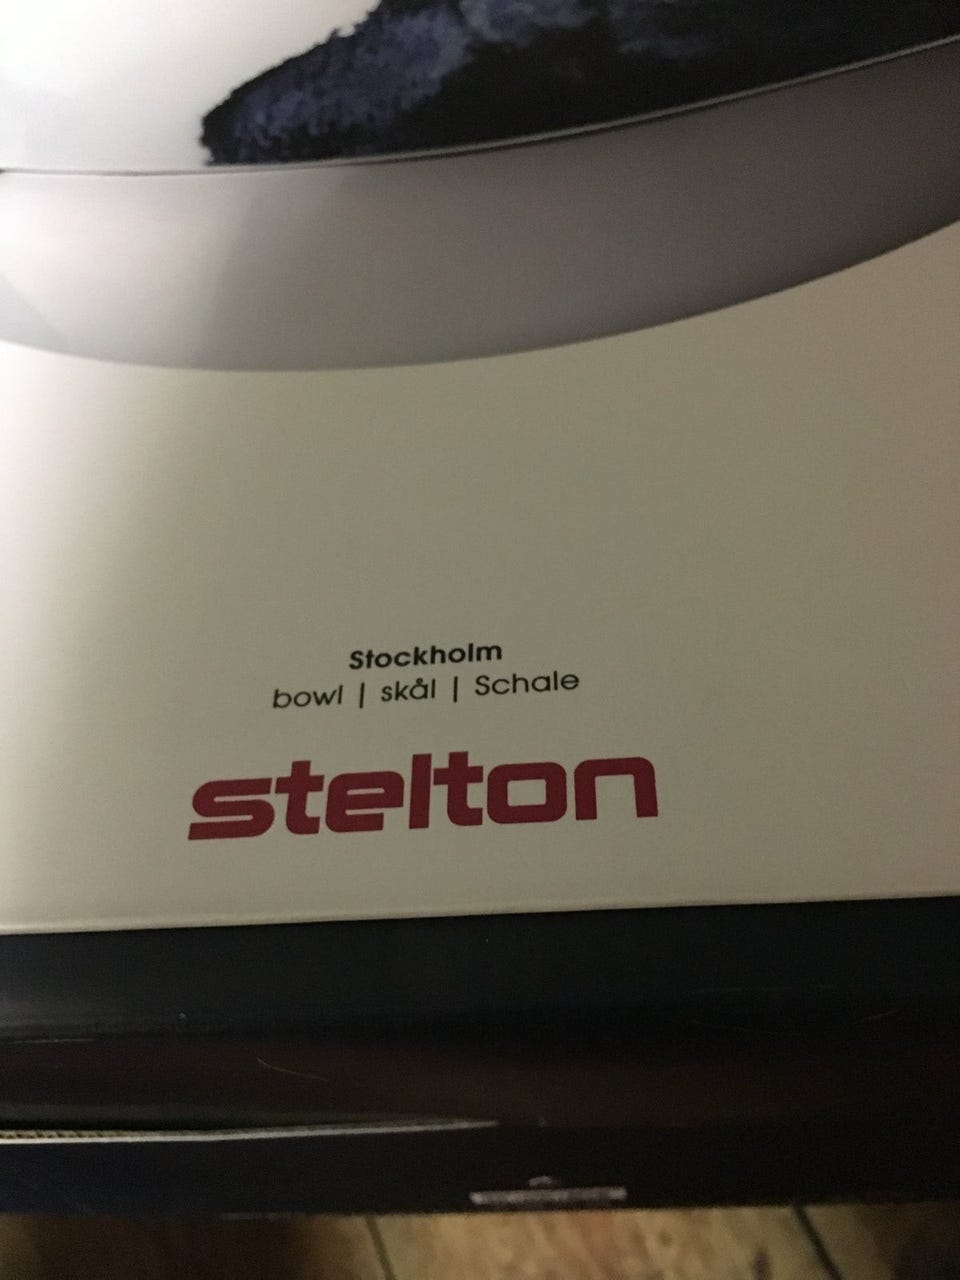 Stockholm
bowl | skål | Schale
stelton